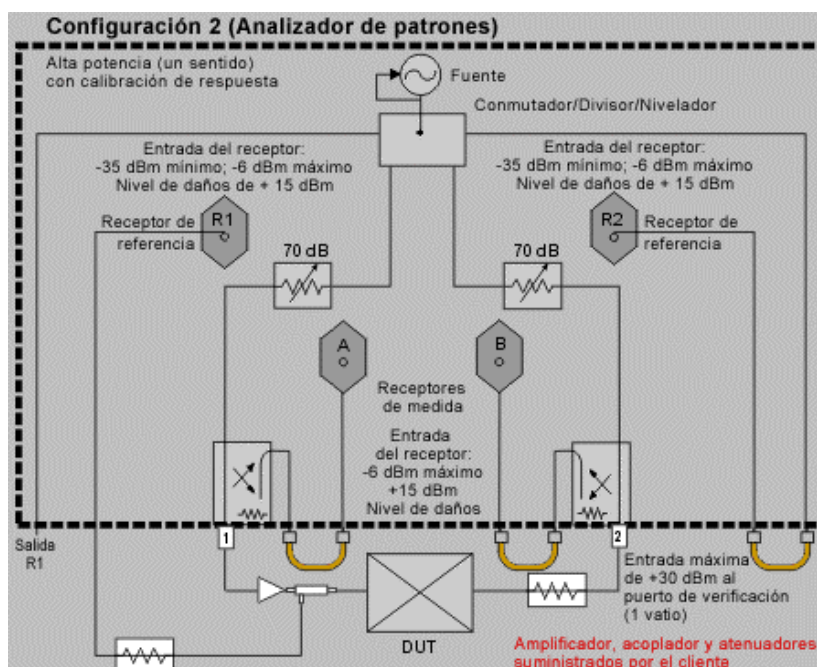 Configuración 2 (Analizador de patrones)
Alta potencia (un sentido)
con calibración de respuesta
Fuente
Conmutador/Divisor/Nivelador
Entrada del receptor:
-35 dBm mínimo; -6 dBm máximo
Nivel de daños de + 15 dBm
Entrada del receptor:
-35 dBm mínimo; -6 dBm máximo
Nivel de daños de + 15 dBm
Receptor de
referencia
R1
R2
Receptor de
referencia
70 dB
70 dB
A
B
Receptores
de medida
Entrada
del receptor:
-6 dBm máximo
+15 dBm
Nivel de daños
Salida
R1
1
2
Entrada máxima
de +30 dBm al
puerto de verificación
(1 vatio)
DUT
Amplificador, acoplador y atenuadores
suministrados por el cliente